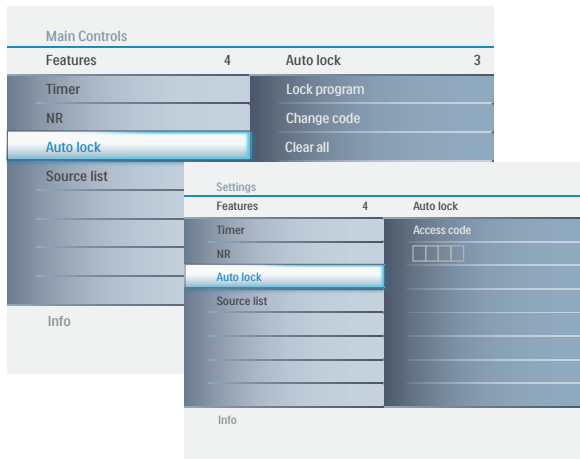 Main Controls
Features 4 Auto lock 3
Timer Lock program
NR Change code
Auto lock Clear all
Source list
Info
Settings
Features 4 Auto lock
Timer Access code
NR
Auto lock
Source list
Info